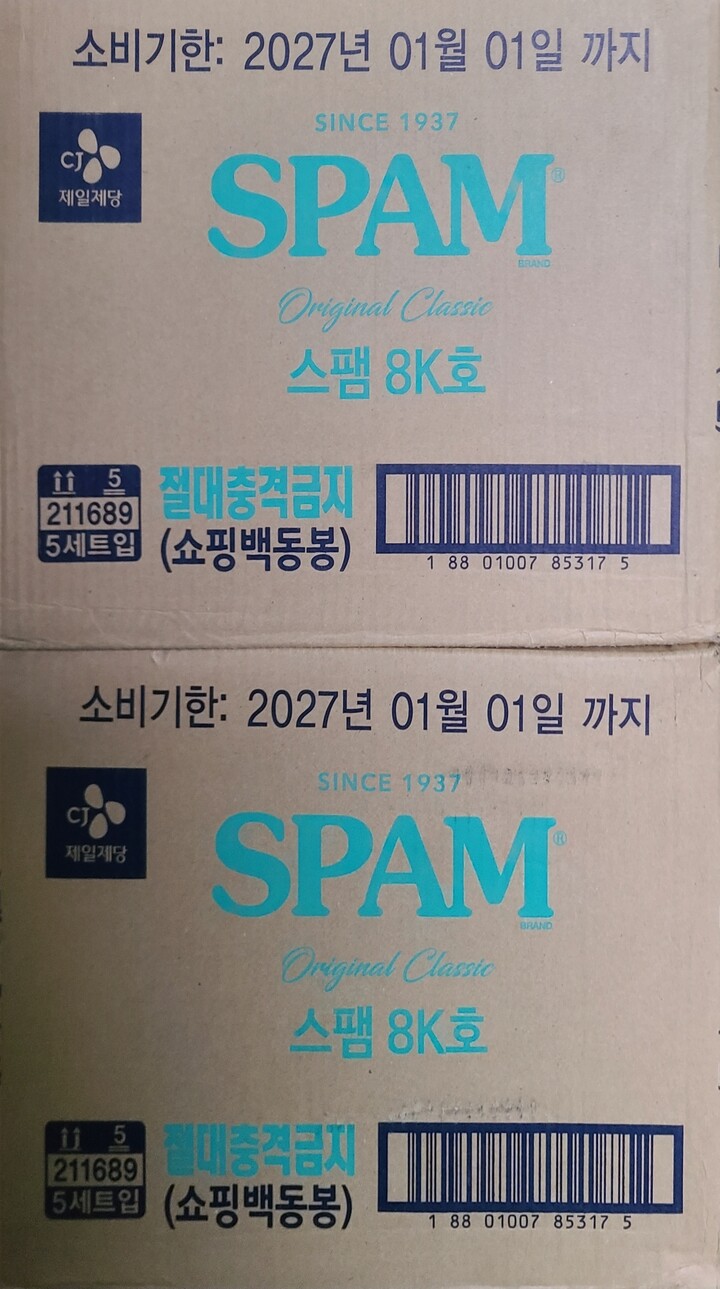 소비기한: 2027년 01월 01일 까지
SINCE 1937
CJ
제일제당
SPAM®
BRAND
Original Classic
스팸 8K호
5
211689
5세트입
절대충격금지
(쇼핑백동봉)
1 88 01007 85317 5
소비기한: 2027년 01월 01일 까지
SINCE 1937
CJ
제일제당
SPAM®
BRAND
Original Classic
스팸 8K호
5
211689
5세트입
절대충격금지
(쇼핑백동봉)
1 88 01007 85317 5